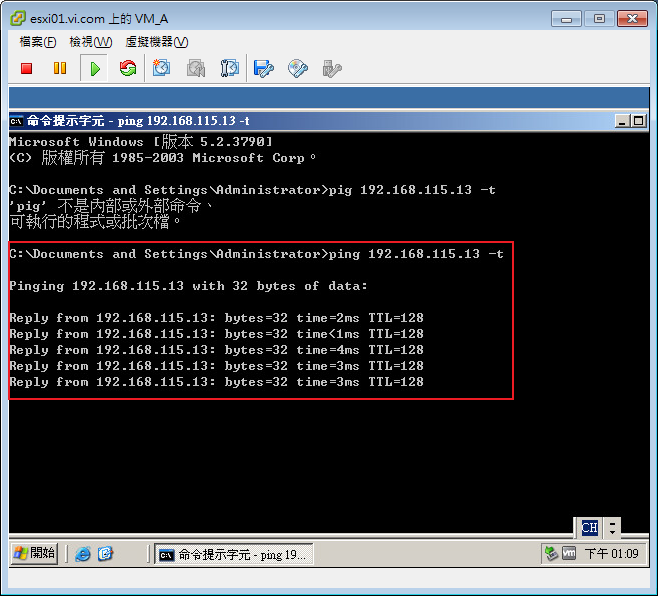 esxi01.vi.com 上的 VM_A
檔案(F) 檢視(W) 虛擬機器(V)
命令提示字元 - ping 192.168.115.13 -t
Microsoft Windows [版本 5.2.3790]
(C) 版權所有 1985-2003 Microsoft Corp。
C:\Documents and Settings\Administrator>pig 192.168.115.13 -t
'pig' 不是內部或外部命令、
可執行的程式或批次檔。
C:\Documents and Settings\Administrator>ping 192.168.115.13 -t
Pinging 192.168.115.13 with 32 bytes of data:
Reply from 192.168.115.13: bytes=32 time=2ms TTL=128
Reply from 192.168.115.13: bytes=32 time<1ms TTL=128
Reply from 192.168.115.13: bytes=32 time=4ms TTL=128
Reply from 192.168.115.13: bytes=32 time=3ms TTL=128
Reply from 192.168.115.13: bytes=32 time=3ms TTL=128
CH
開始 命令提示字元 - ping 19... vm 下午 01:09